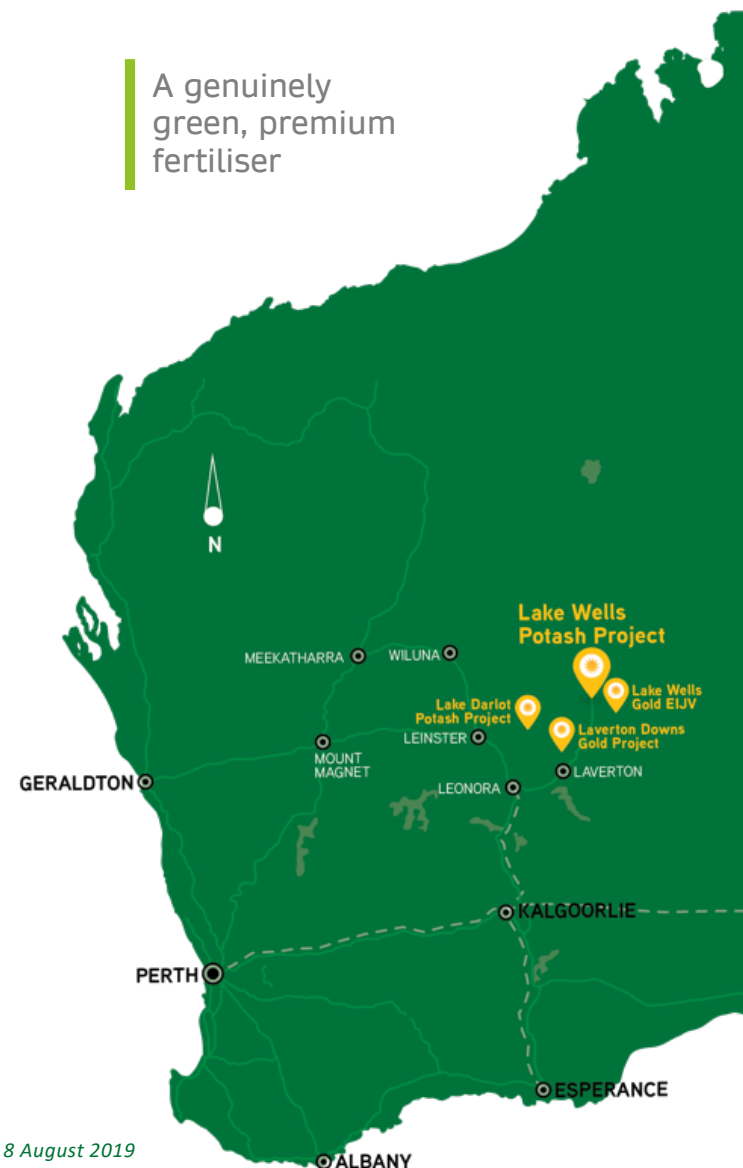 A genuinely
green, premium
fertiliser
N
Lake Wells
Potash Project
MEEKATHARRA
WILUNA
Lake Wells
Gold EIJV
Lake Darlot
Potash Project
Laverton Downs
Gold Project
LEINSTER
MOUNT
MAGNET
LAVERTON
GERALDTON
LEONORA
KALGOORLIE
PERTH
ESPERANCE
8 August 2019
ALBANY